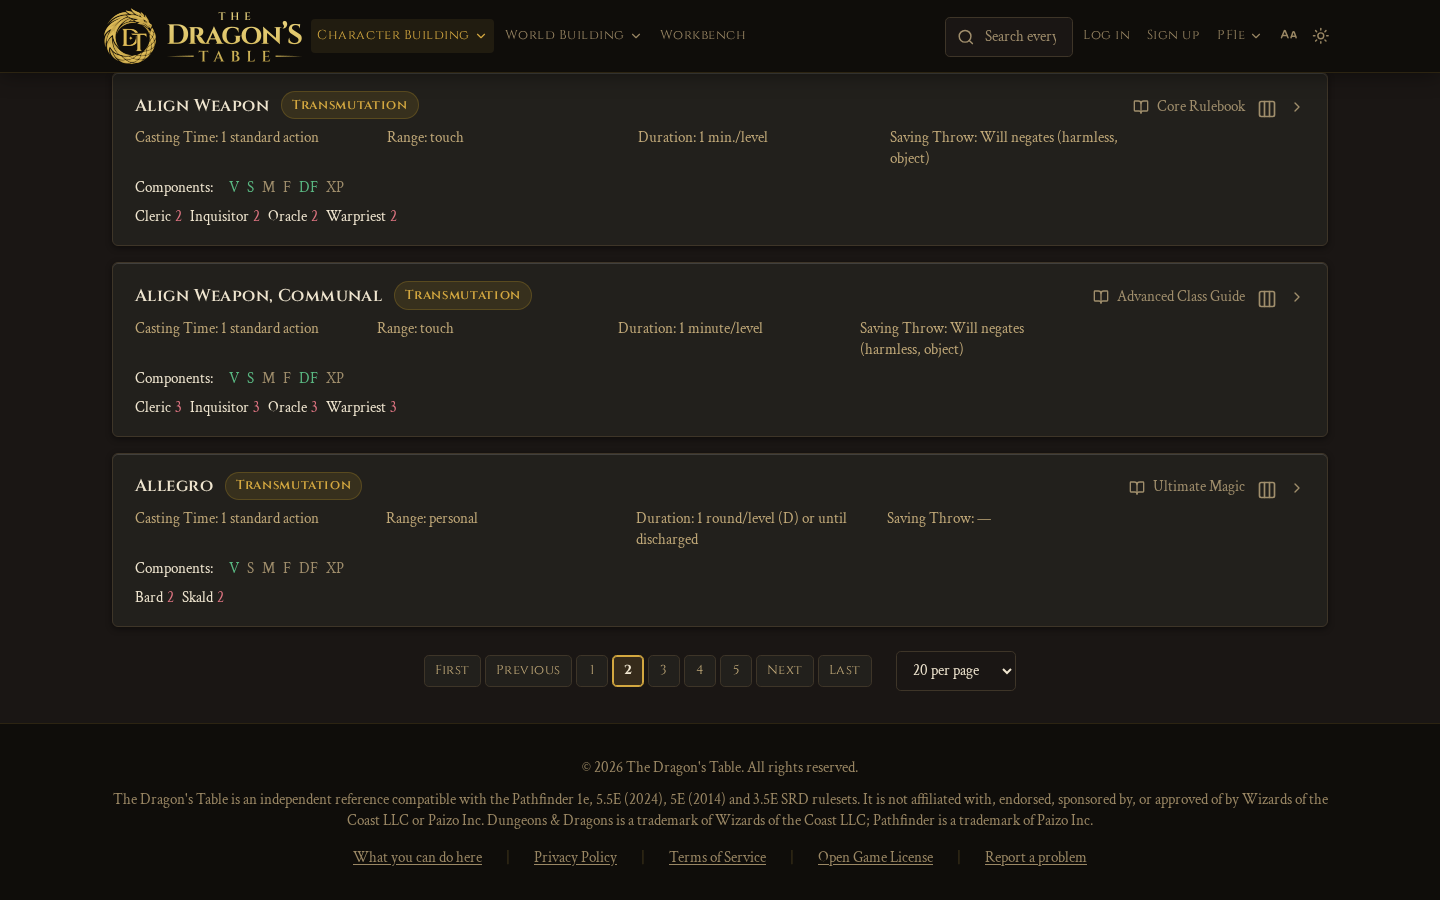 THE
DRAGON'S
TABLE
DT
Character Building
World Building
Workbench
Search every
Log in
Sign up
PF1e
Aa
Align Weapon
Transmutation
Core Rulebook
Casting Time: 1 standard action
Range: touch
Duration: 1 min./level
Saving Throw: Will negates (harmless,
object)
Components: V S M F DF XP
Cleric 2 Inquisitor 2 Oracle 2 Warpriest 2
Align Weapon, Communal
Transmutation
Advanced Class Guide
Casting Time: 1 standard action
Range: touch
Duration: 1 minute/level
Saving Throw: Will negates
(harmless, object)
Components: V S M F DF XP
Cleric 3 Inquisitor 3 Oracle 3 Warpriest 3
Allegro
Transmutation
Ultimate Magic
Casting Time: 1 standard action
Range: personal
Duration: 1 round/level (D) or until
discharged
Saving Throw: —
Components: V S M F DF XP
Bard 2 Skald 2
First Previous 1 2 3 4 5 Next Last
20 per page
© 2026 The Dragon's Table. All rights reserved.
The Dragon's Table is an independent reference compatible with the Pathfinder 1e, 5.5E (2024), 5E (2014) and 3.5E SRD rulesets. It is not affiliated with, endorsed, sponsored by, or approved of by Wizards of the
Coast LLC or Paizo Inc. Dungeons & Dragons is a trademark of Wizards of the Coast LLC; Pathfinder is a trademark of Paizo Inc.
What you can do here | Privacy Policy | Terms of Service | Open Game License | Report a problem